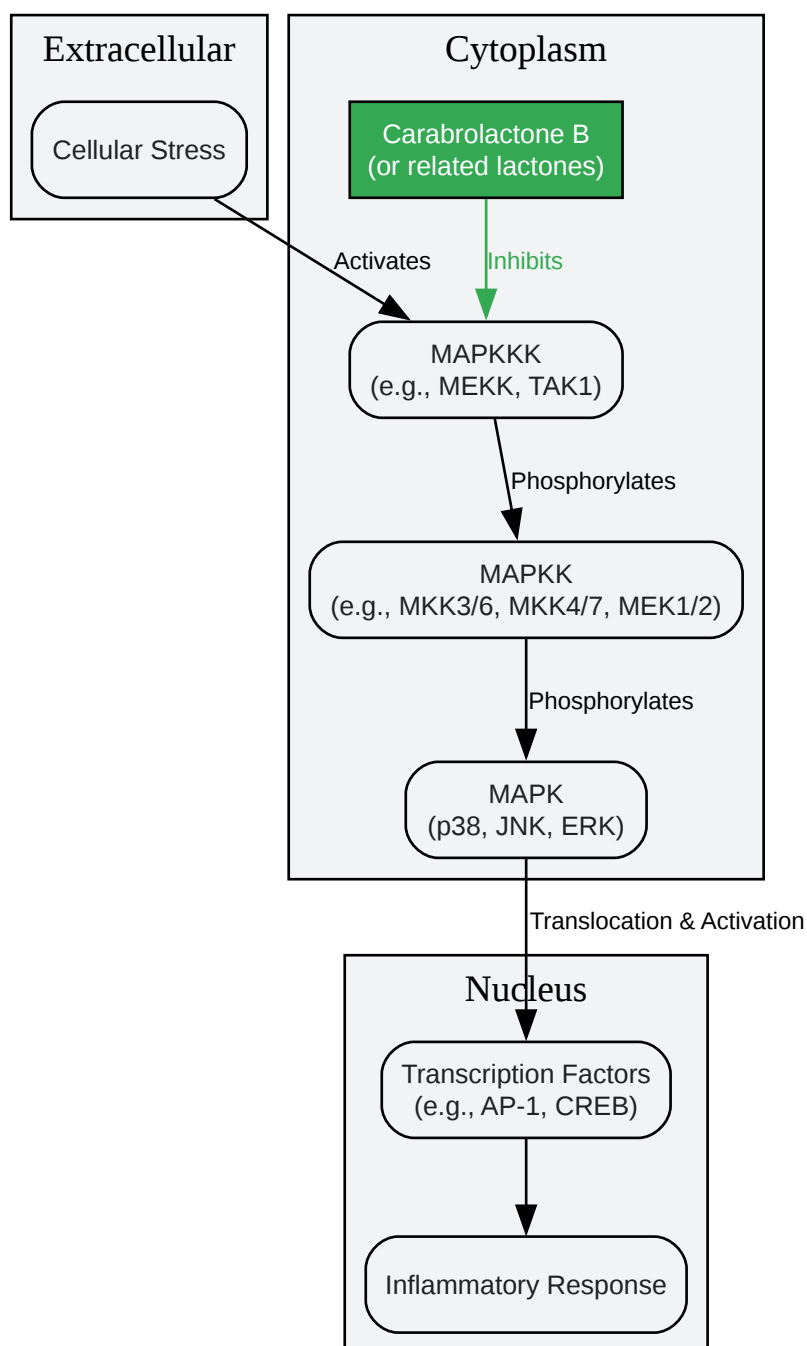 Extracellular
Cytoplasm
Cellular Stress
Carabrolactone B
(or related lactones)
Activates
Inhibits
MAPKKK
(e.g., MEKK, TAK1)
Phosphorylates
MAPKK
(e.g., MKK3/6, MKK4/7, MEK1/2)
Phosphorylates
MAPK
(p38, JNK, ERK)
Translocation & Activation
Nucleus
Transcription Factors
(e.g., AP-1, CREB)
Inflammatory Response